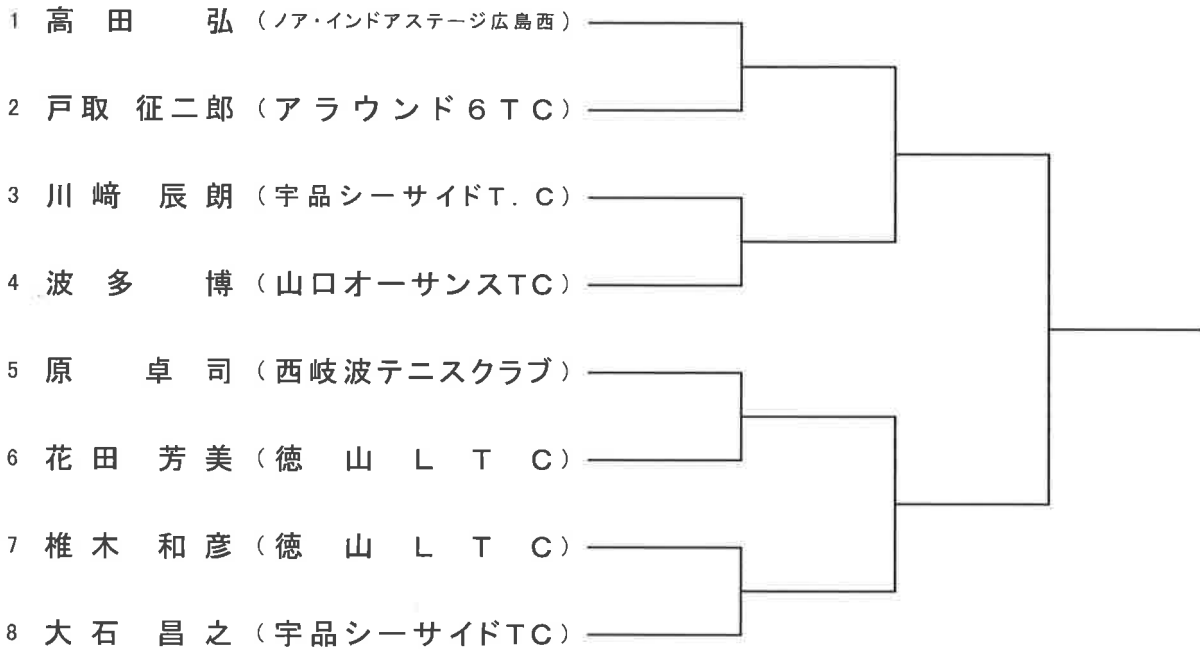 1 高田 弘 (ノア・インドアステージ広島西)
2 戸取 征二郎 (アラウンド6TC)
3 川﨑 辰朗 (宇品シーサイドT.C)
4 波多 博 (山口オーサンスTC)
5 原 卓司 (西岐波テニスクラブ)
6 花田 芳美 (徳山LTC)
7 椎木 和彦 (徳山LTC)
8 大石 昌之 (宇品シーサイドTC)